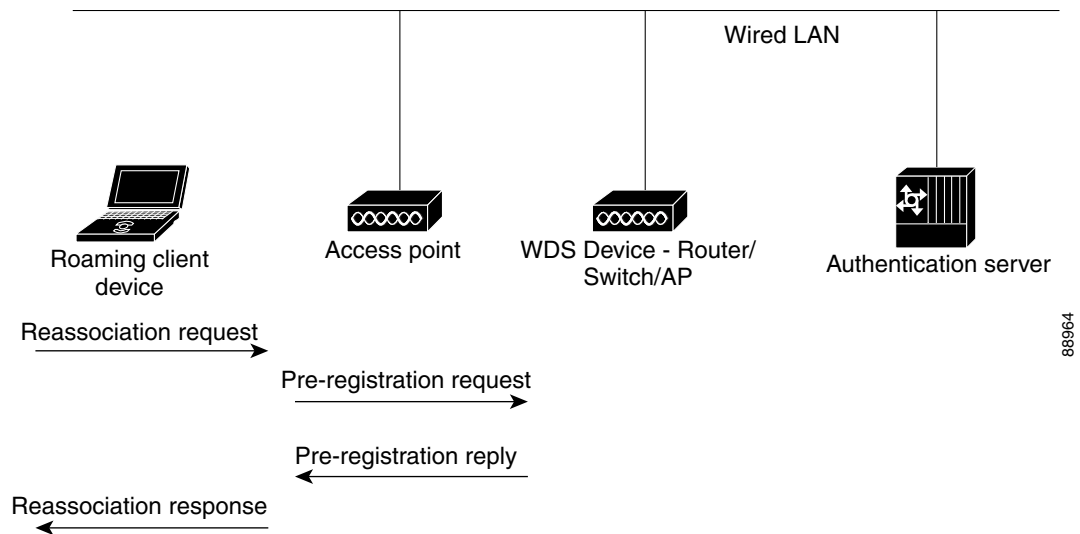 Wired LAN
Roaming client
device
Access point
WDS Device - Router/
Switch/AP
Authentication server
88964
Reassociation request
Pre-registration request
Pre-registration reply
Reassociation response